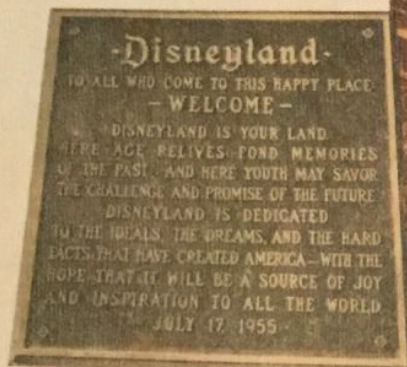 ·Disneyland·
TO ALL WHO COME TO THIS HAPPY PLACE
– WELCOME –
DISNEYLAND IS YOUR LAND.
HERE AGE RELIVES FOND MEMORIES
OF THE PAST... AND HERE YOUTH MAY SAVOR
THE CHALLENGE AND PROMISE OF THE FUTURE
DISNEYLAND IS DEDICATED
TO THE IDEALS, THE DREAMS, AND THE HARD
FACTS THAT HAVE CREATED AMERICA – WITH THE
HOPE THAT IT WILL BE A SOURCE OF JOY
AND INSPIRATION TO ALL THE WORLD.
JULY 17, 1955